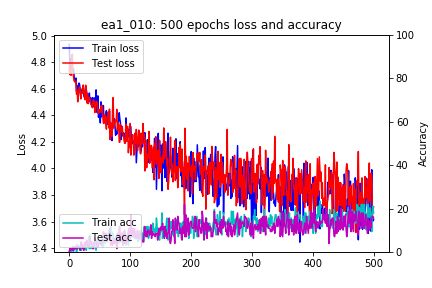 ea1_010: 500 epochs loss and accuracy
5.0
4.8
4.6
4.4
4.2
4.0
3.8
3.6
3.4
Loss
Train loss
Test loss
Train acc
Test acc
100
80
60
40
20
0
Accuracy
0 100 200 300 400 500